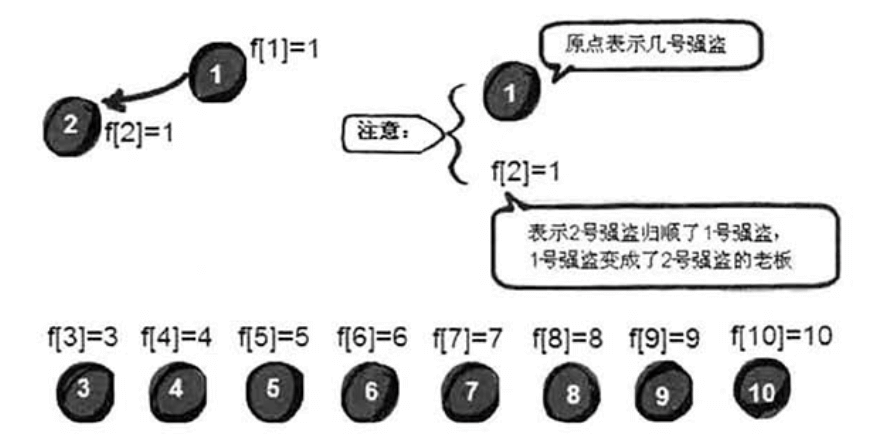 1
f[1]=1
2
f[2]=1
注意：
1
原点表示几号强盗
f[2]=1
表示2号强盗归顺了1号强盗，
1号强盗变成了2号强盗的老板
f[3]=3 f[4]=4 f[5]=5 f[6]=6 f[7]=7 f[8]=8 f[9]=9 f[10]=10
3 4 5 6 7 8 9 10